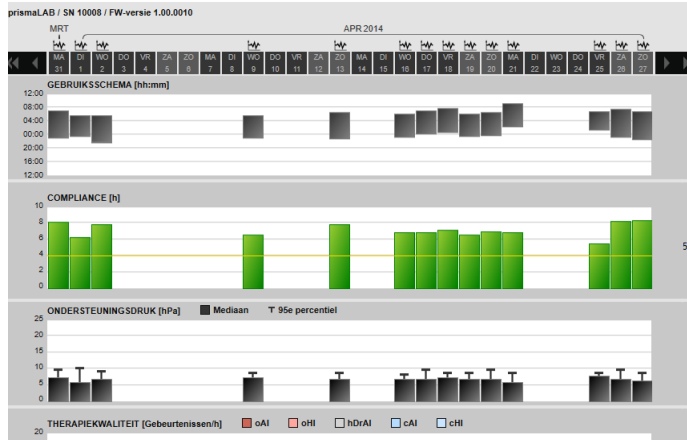 prismaLAB / SN 10008 / FW-versie 1.00.0010
MRT APR 2014
MA DI WO DO VR ZA ZO MA DI WO DO VR ZA ZO MA DI WO DO VR ZA ZO MA DI WO DO VR ZA ZO
31 1 2 3 4 5 6 7 8 9 10 11 12 13 14 15 16 17 18 19 20 21 22 23 24 25 26 27
GEBRUIKSSCHEMA [hh:mm]
12:00
08:00
04:00
00:00
20:00
16:00
12:00
COMPLIANCE [h]
10
8
6
4
2
0
5
ONDERSTEUNINGSDRUK [hPa] Mediaan 95e percentiel
25
20
15
10
5
0
THERAPIEKWALITEIT [Gebeurtenissen/h] oAI oHI hDrAI cAI cHI
20